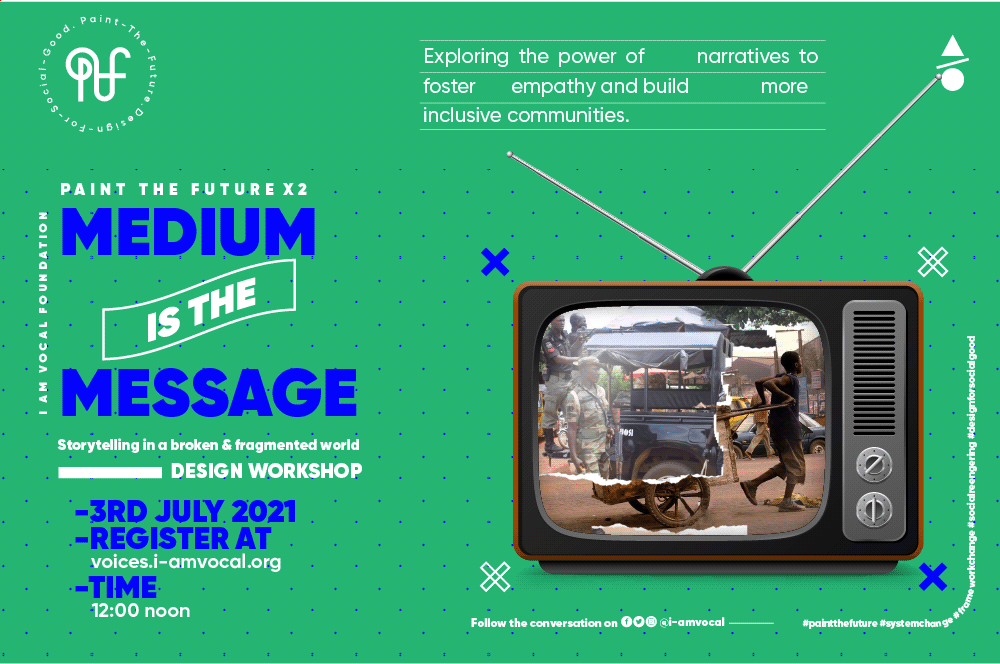 Paint-The-Future.Design-For-Social-Good.
Exploring the power of narratives to
foster empathy and build more
inclusive communities.
PAINT THE FUTURE X2
I AM VOCAL FOUNDATION
MEDIUM
IS THE
MESSAGE
Storytelling in a broken & fragmented world
DESIGN WORKSHOP
-3RD JULY 2021
-REGISTER AT
voices.i-amvocal.org
-TIME
12:00 noon
Follow the conversation on @i-amvocal
#paintthefuture #systemchange #frameworkchange #socialreengering #designforsocialgood